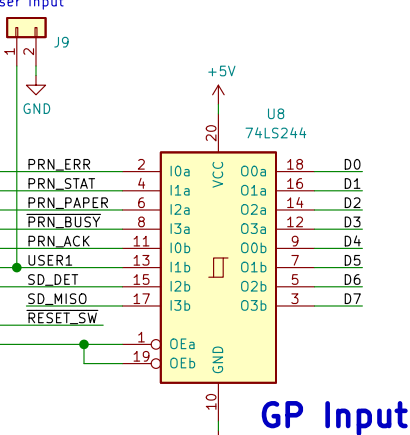 ser Input
J9
1
2
GND
+5V
U8
74LS244
20
VCC
PRN_ERR 2 I0a O0a 18 D0
PRN_STAT 4 I1a O1a 16 D1
PRN_PAPER 6 I2a O2a 14 D2
PRN_BUSY 8 I3a O3a 12 D3
PRN_ACK 11 I0b O0b 9 D4
USER1 13 I1b O1b 7 D5
SD_DET 15 I2b O2b 5 D6
SD_MISO 17 I3b O3b 3 D7
RESET_SW
1 OEa
19 OEb
GND
10
GP Input